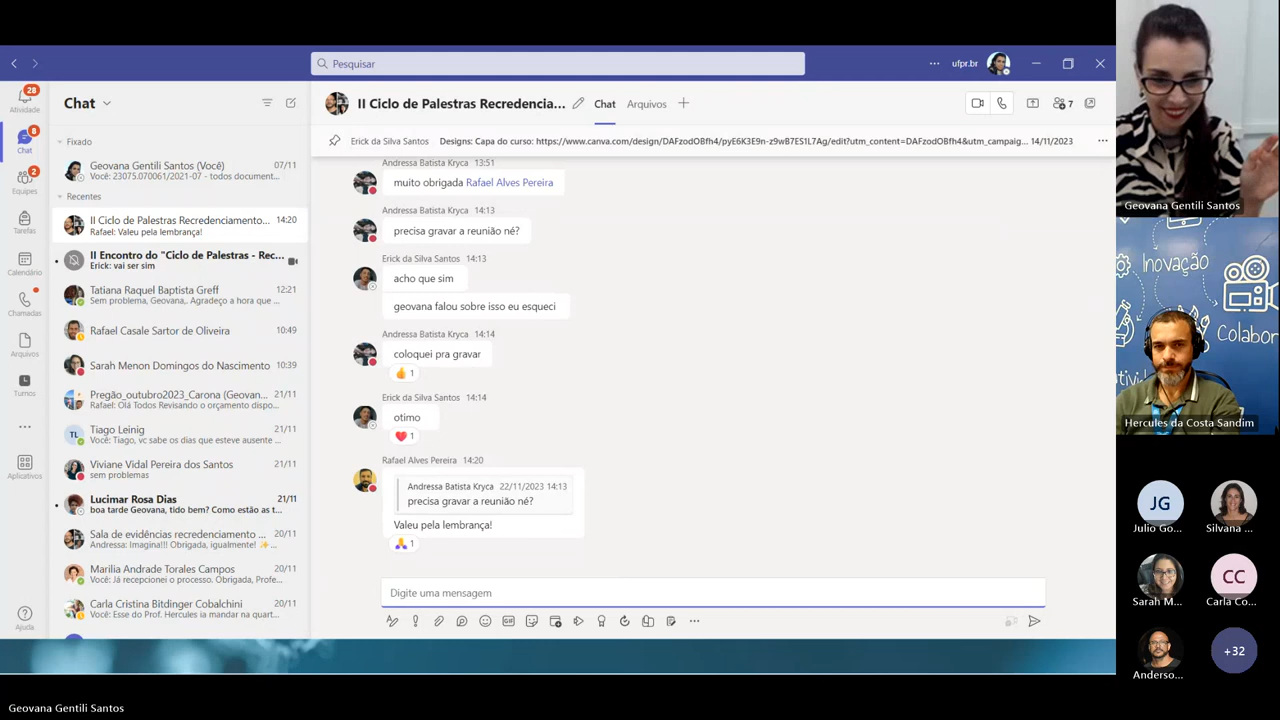 Pesquisar
ufpr.br
28
Atividade
8
Chat
2
Equipes
Tarefas
Calendário
Chamadas
Arquivos
Turnos
Aplicativos
Ajuda
Chat
Fixado
Geovana Gentili Santos (Você) 07/11
Você: 23075.070061/2021-07 - todos document...
Recentes
II Ciclo de Palestras Recredenciamento... 14:20
Rafael: Valeu pela lembrança!
II Encontro do "Ciclo de Palestras - Rec...
Erick: vai ser sim
Tatiana Raquel Baptista Greff 12:21
Sem problema, Geovana,. Agradeço a hora que ...
Rafael Casale Sartor de Oliveira 10:49
Sarah Menon Domingos do Nascimento 10:39
Pregão_outubro2023_Carona (Geovan... 21/11
Rafael: Olá Todos Revisando o orçamento dispo...
TL
Tiago Leinig 21/11
Você: Tiago, vc sabe os dias que esteve ausente ...
Viviane Vidal Pereira dos Santos 21/11
sem problemas
Lucimar Rosa Dias 21/11
boa tarde Geovana, tido bem? Como estão as t...
Sala de evidências recredenciamento ... 20/11
Andressa: Imagina!!! Obrigada, igualmente! ✨...
Marilia Andrade Torales Campos 20/11
Você: Já recepcionei o processo. Obrigada, Profe...
Carla Cristina Bitdinger Cobalchini 20/11
Você: Esse do Prof. Hercules ia mandar na quart...
II Ciclo de Palestras Recredencia... Chat Arquivos 7
Erick da Silva Santos Designs: Capa do curso: https://www.canva.com/design/DAFzodOBfh4/pyE6K3E9n-z9wB7ES1L7Ag/edit?utm_content=DAFzodOBfh4&utm_campaig... 14/11/2023
Andressa Batista Kryca 13:51
muito obrigada Rafael Alves Pereira
Andressa Batista Kryca 14:13
precisa gravar a reunião né?
Erick da Silva Santos 14:13
acho que sim
geovana falou sobre isso eu esqueci
Andressa Batista Kryca 14:14
coloquei pra gravar
👍 1
Erick da Silva Santos 14:14
otimo
❤️ 1
Rafael Alves Pereira 14:20
Andressa Batista Kryca 22/11/2023 14:13
precisa gravar a reunião né?
Valeu pela lembrança!
🙏 1
Digite uma mensagem
GIF
Geovana Gentili Santos
Inovação
Colabor
Hercules da Costa Sandim
JG
Julio Go...
Silvana ...
Sarah M...
CC
Carla Co...
Anderso...
+32
Geovana Gentili Santos